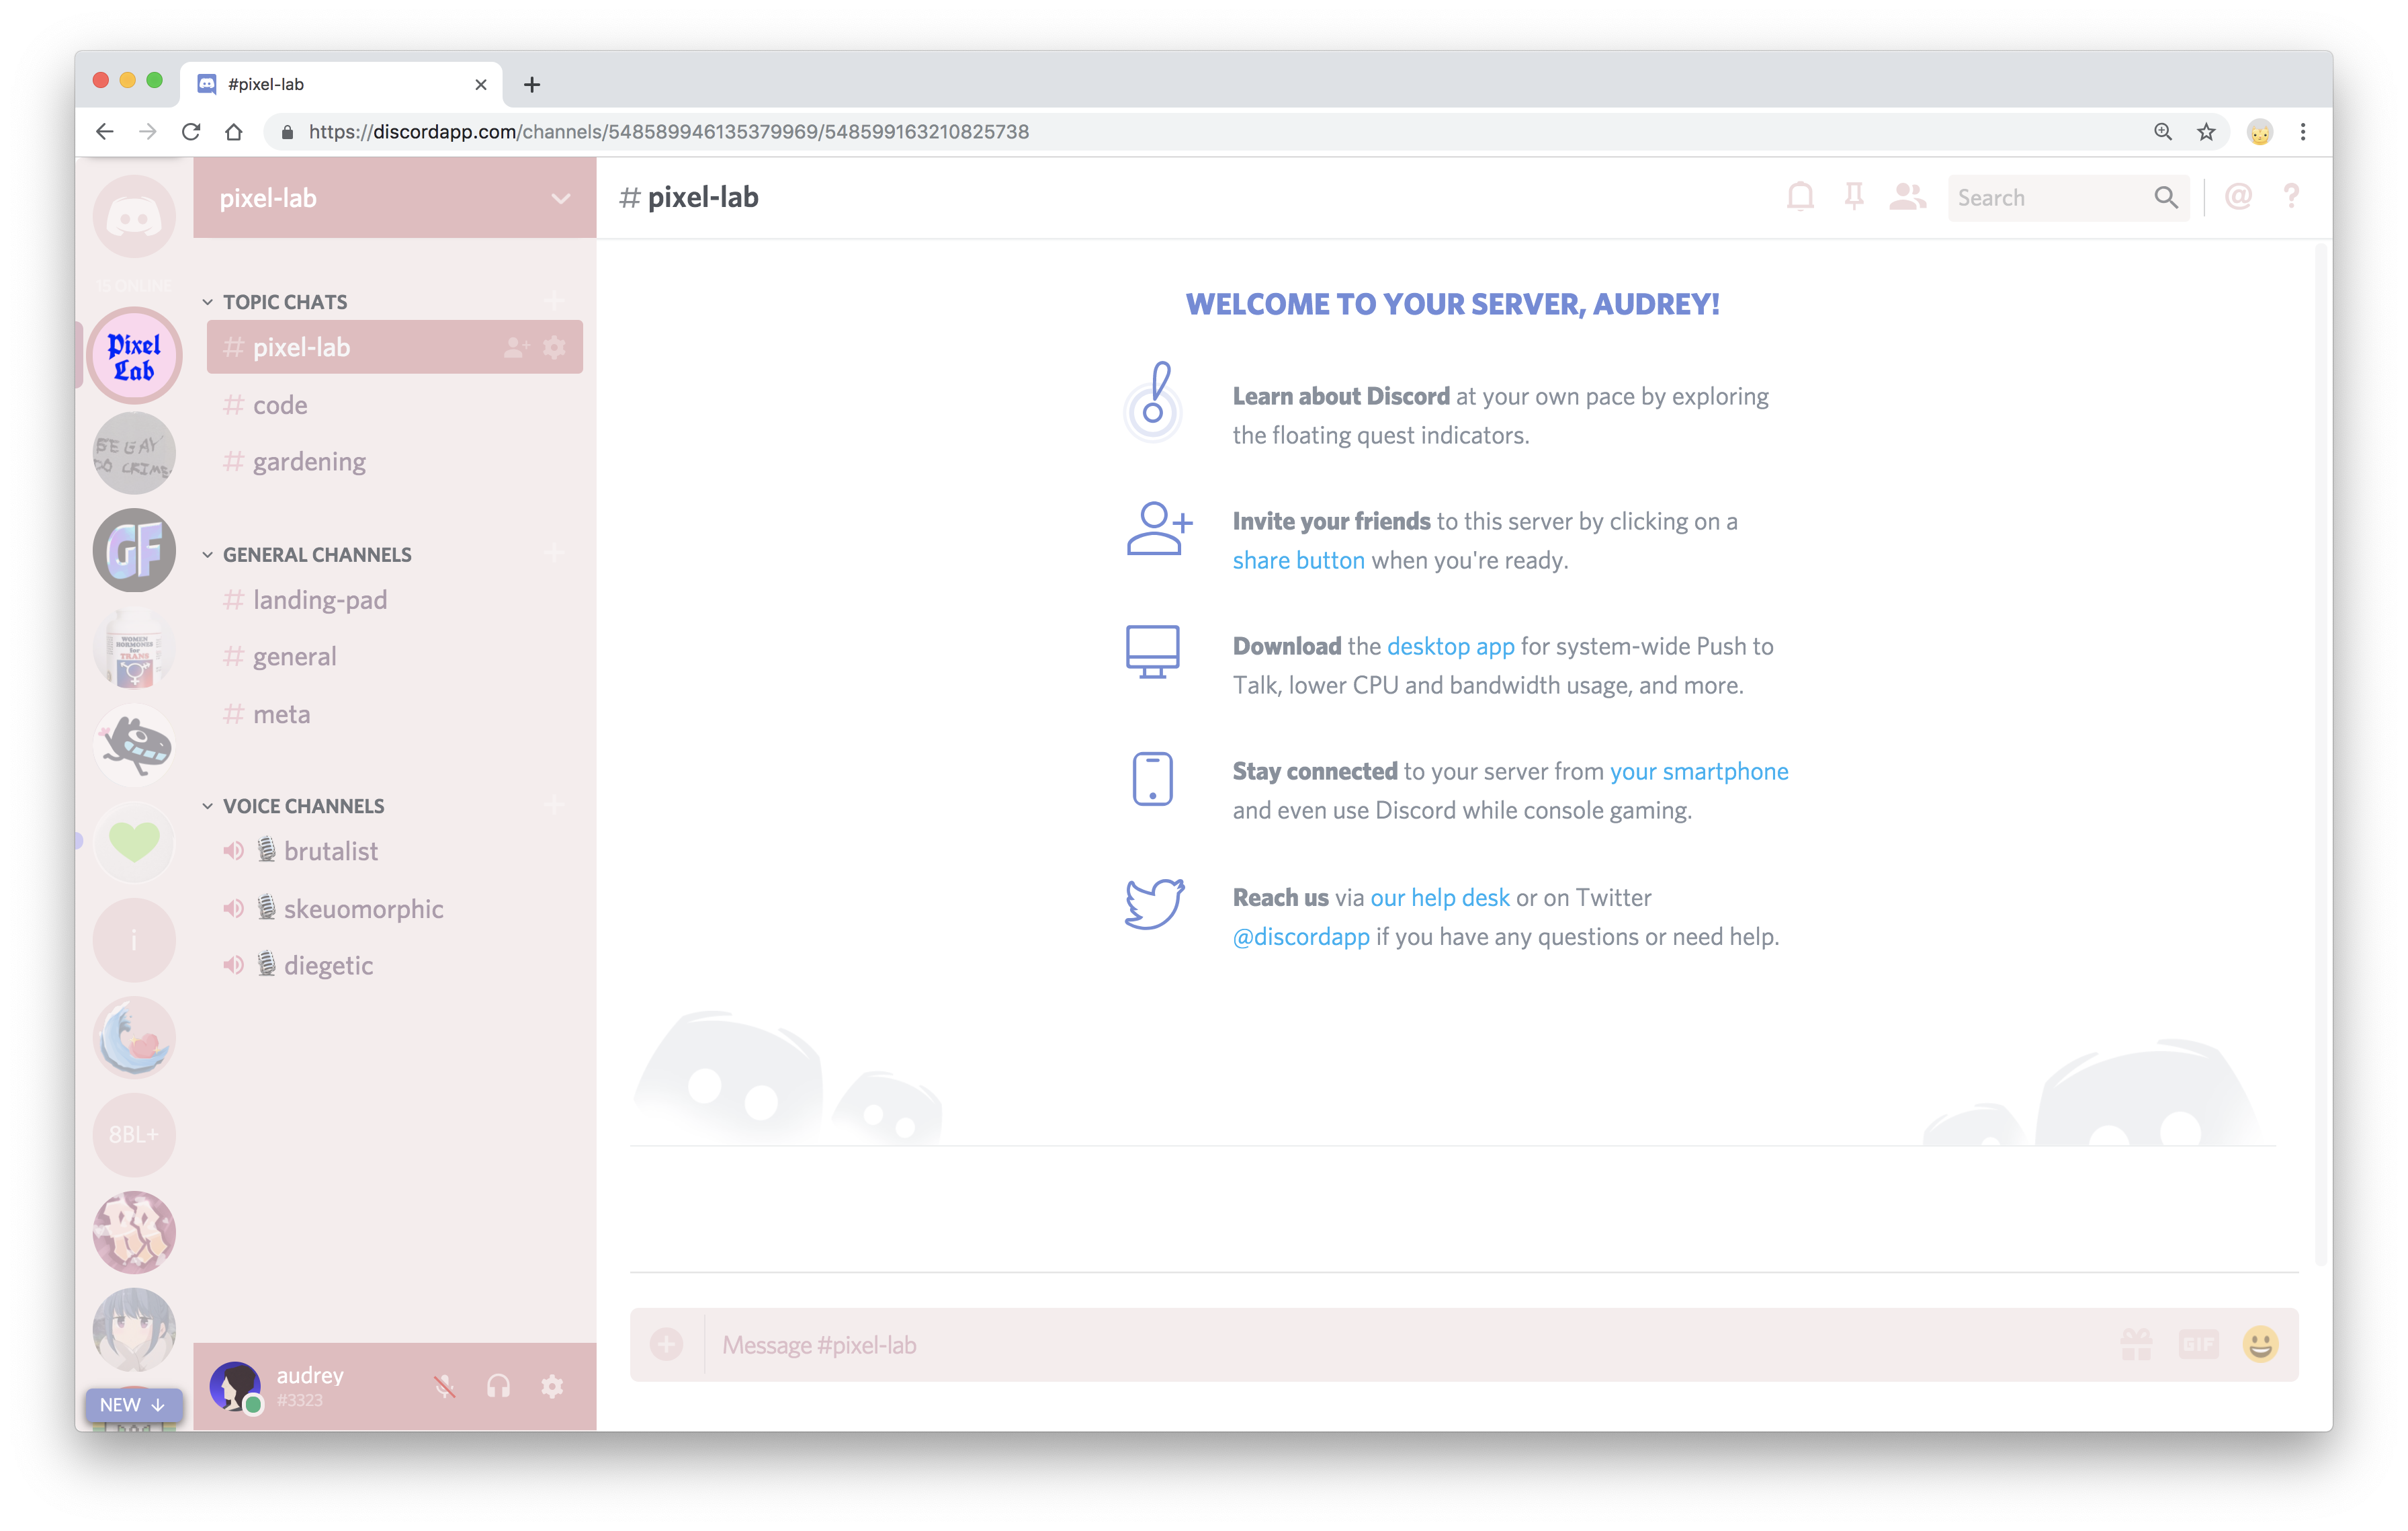 #pixel-lab
https://discordapp.com/channels/548589946135379969/548599163210825738
15 ONLINE
Pixel
Lab
BE GAY
DO CRIME
GF
WOMEN
HORMONES
for
TRANS
i
8BL+
NEW
pixel-lab
TOPIC CHATS
# pixel-lab
# code
# gardening
GENERAL CHANNELS
# landing-pad
# general
# meta
VOICE CHANNELS
brutalist
skeuomorphic
diegetic
audrey
#3323
# pixel-lab
Search
@ ?
WELCOME TO YOUR SERVER, AUDREY!
Learn about Discord at your own pace by exploring
the floating quest indicators.
Invite your friends to this server by clicking on a
share button when you're ready.
Download the desktop app for system-wide Push to
Talk, lower CPU and bandwidth usage, and more.
Stay connected to your server from your smartphone
and even use Discord while console gaming.
Reach us via our help desk or on Twitter
@discordapp if you have any questions or need help.
Message #pixel-lab
GIF